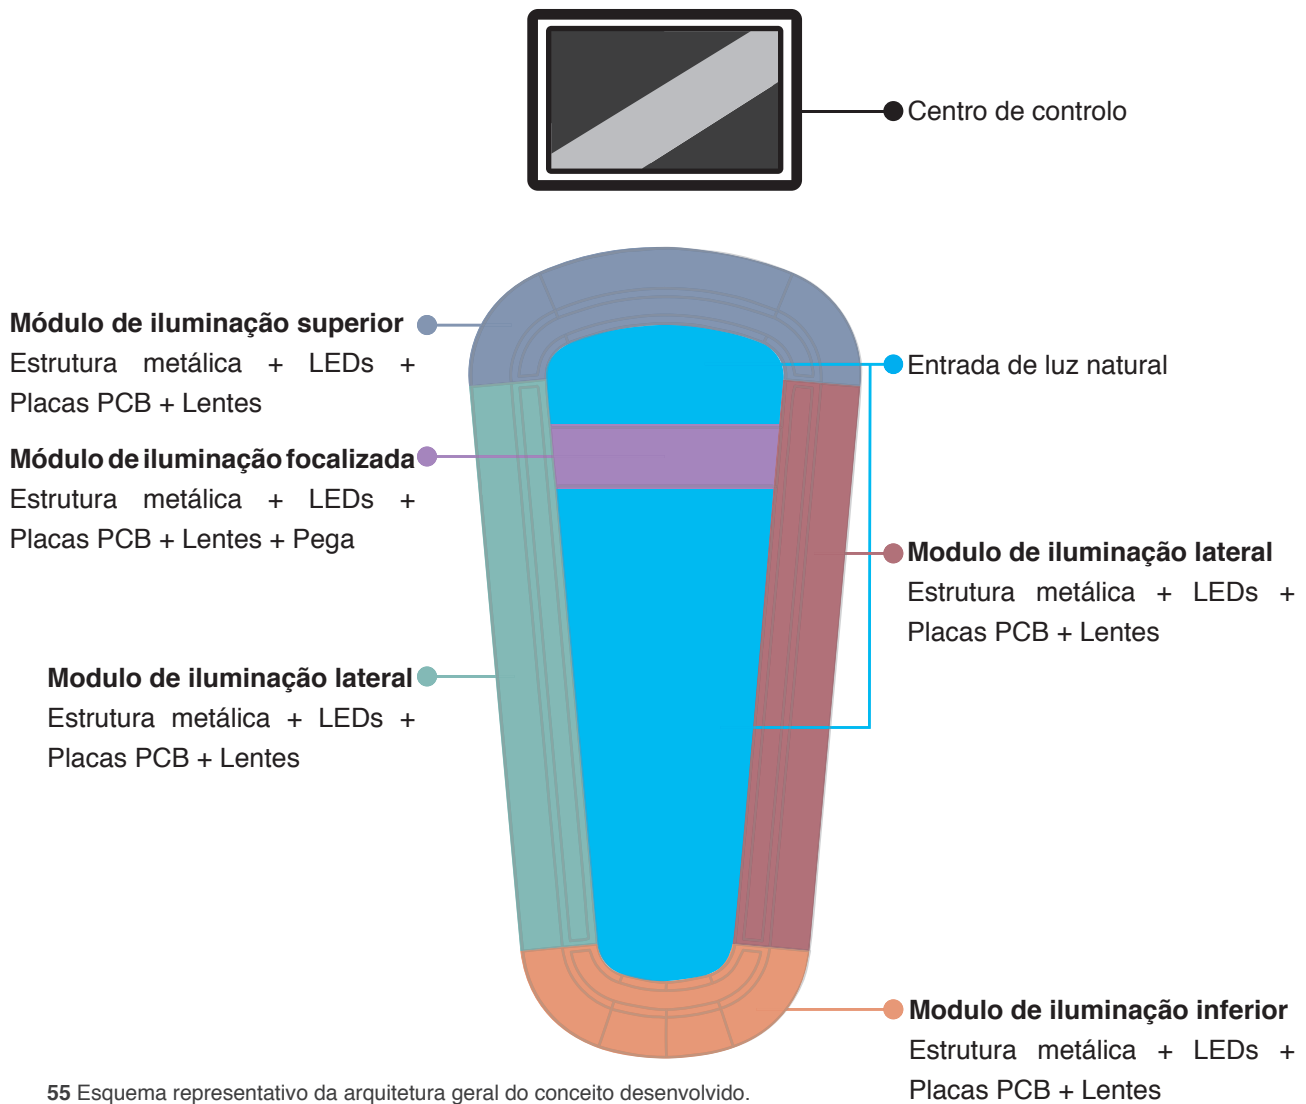 Centro de controlo
Módulo de iluminação superior
Estrutura metálica + LEDs +
Placas PCB + Lentes
Entrada de luz natural
Módulo de iluminação focalizada
Estrutura metálica + LEDs +
Placas PCB + Lentes + Pega
Modulo de iluminação lateral
Estrutura metálica + LEDs +
Placas PCB + Lentes
Modulo de iluminação lateral
Estrutura metálica + LEDs +
Placas PCB + Lentes
Modulo de iluminação inferior
Estrutura metálica + LEDs +
Placas PCB + Lentes
55 Esquema representativo da arquitetura geral do conceito desenvolvido.